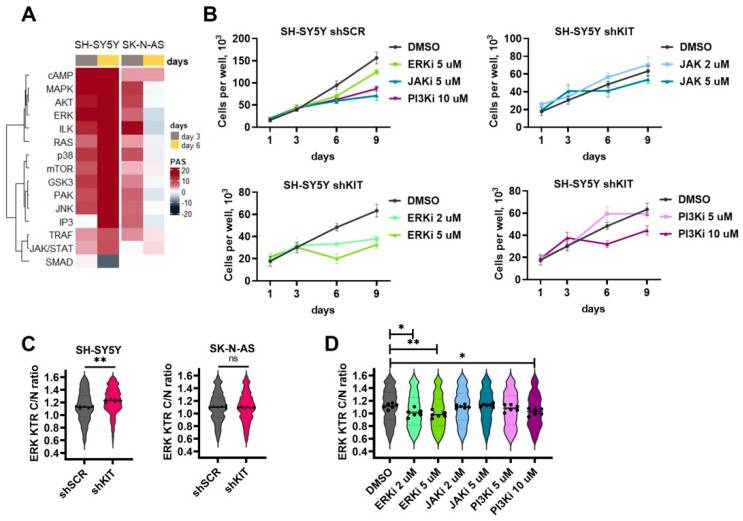 A
SH-SY5Y SK-N-AS
days
cAMP
MAPK
AKT
ERK
ILK
RAS
p38
mTOR
GSK3
PAK
JNK
IP3
TRAF
JAK/STAT
SMAD
days
day 3
day 6
PAS
20
10
0
-10
-20
B
SH-SY5Y shSCR
Cells per well, 10³
200
150
100
50
0
1 3 6 9
days
DMSO
ERKi 5 uM
JAKi 5 uM
PI3Ki 10 uM
SH-SY5Y shKIT
Cells per well, 10³
100
80
60
40
20
0
1 3 6 9
days
DMSO
JAK 2 uM
JAK 5 uM
SH-SY5Y shKIT
Cells per well, 10³
100
80
60
40
20
0
1 3 6 9
days
DMSO
ERKi 2 uM
ERKi 5 uM
SH-SY5Y shKIT
Cells per well, 10³
80
60
40
20
0
1 3 6 9
days
DMSO
PI3Ki 5 uM
PI3Ki 10 uM
C
SH-SY5Y
**
ERK KTR C/N ratio
1.6
1.4
1.2
1.0
0.8
0.6
0.4
shSCR
shKIT
SK-N-AS
ns
ERK KTR C/N ratio
1.6
1.4
1.2
1.0
0.8
0.6
0.4
shSCR
shKIT
D
*
**
*
ERK KTR C/N ratio
1.6
1.4
1.2
1.0
0.8
0.6
0.4
DMSO
ERKi 2 uM
ERKi 5 uM
JAKi 2 uM
JAKi 5 uM
PI3Ki 5 uM
PI3Ki 10 uM